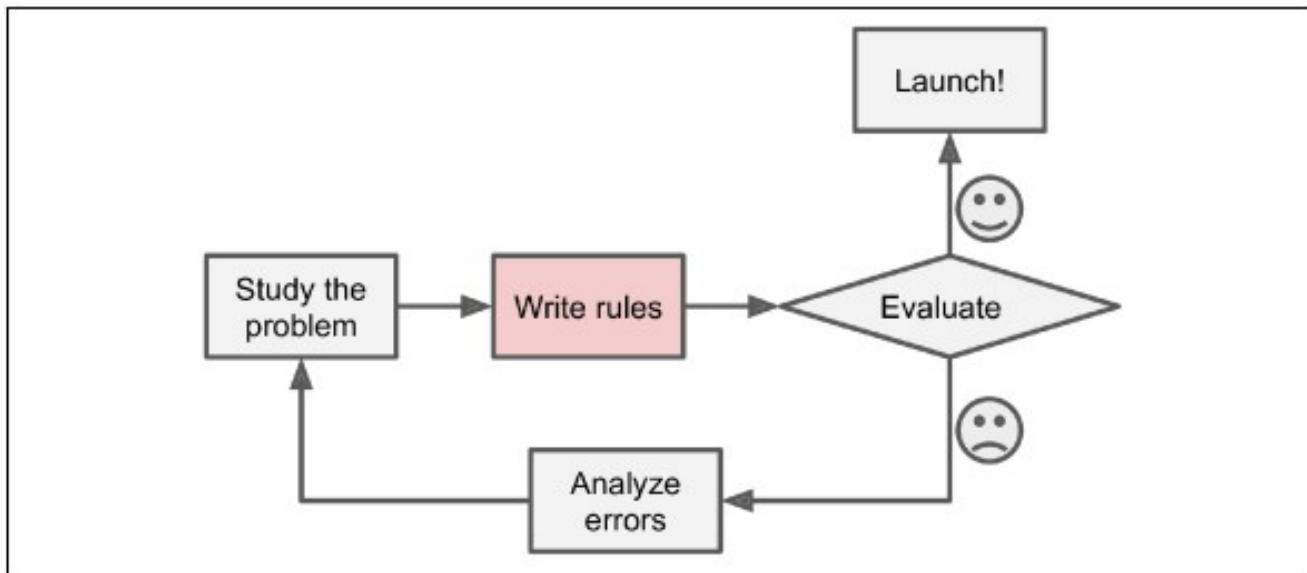 Launch!
Study the
problem
Write rules
Evaluate
Analyze
errors